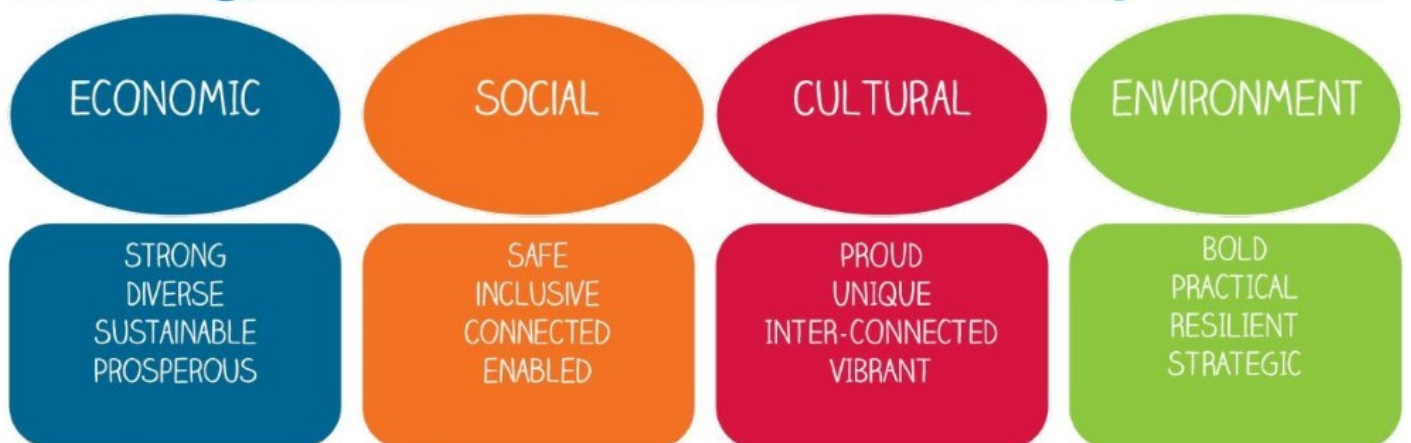 ECONOMIC
STRONG
DIVERSE
SUSTAINABLE
PROSPEROUS
SOCIAL
SAFE
INCLUSIVE
CONNECTED
ENABLED
CULTURAL
PROUD
UNIQUE
INTER-CONNECTED
VIBRANT
ENVIRONMENT
BOLD
PRACTICAL
RESILIENT
STRATEGIC